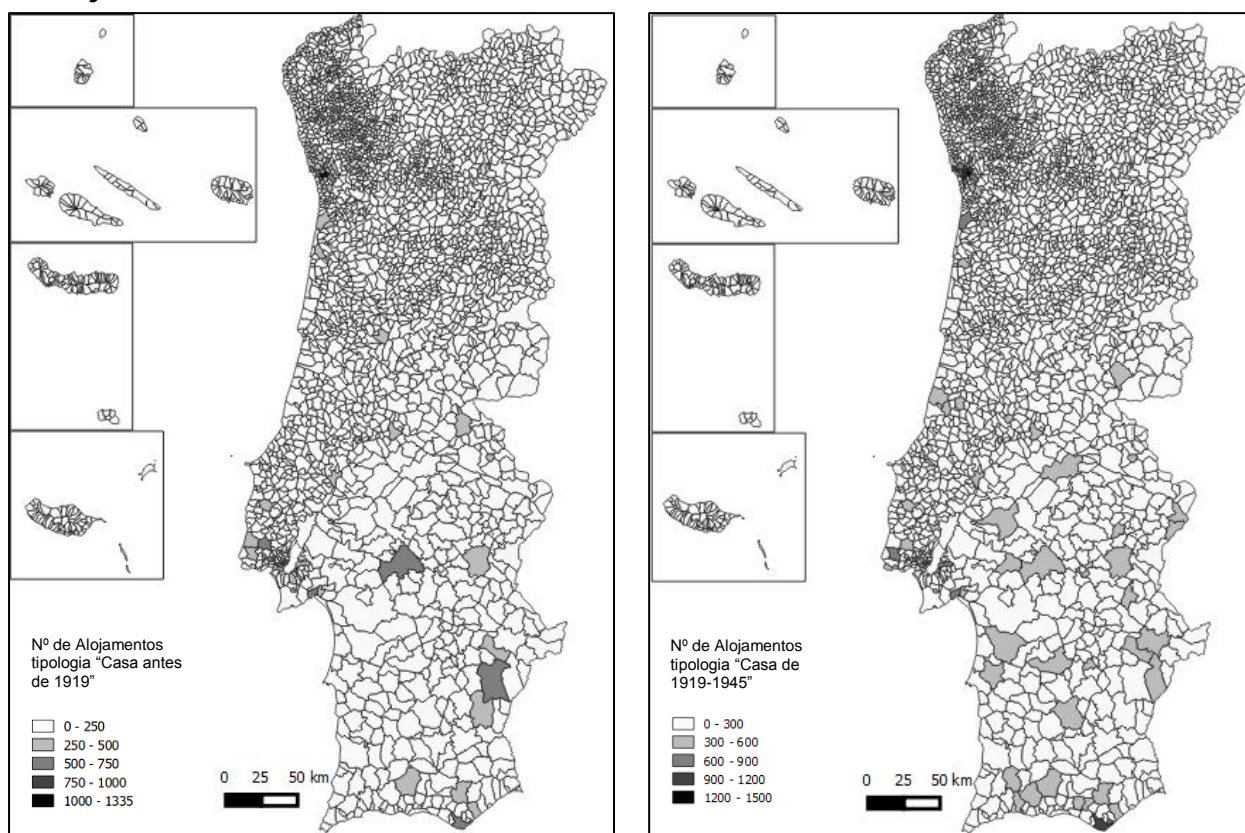 Nº de Alojamentos
tipologia “Casa antes
de 1919”
0 - 250
250 - 500
500 - 750
750 - 1000
1000 - 1335
0 25 50 km
Nº de Alojamentos
tipologia “Casa de
1919-1945”
0 - 300
300 - 600
600 - 900
900 - 1200
1200 - 1500
0 25 50 km